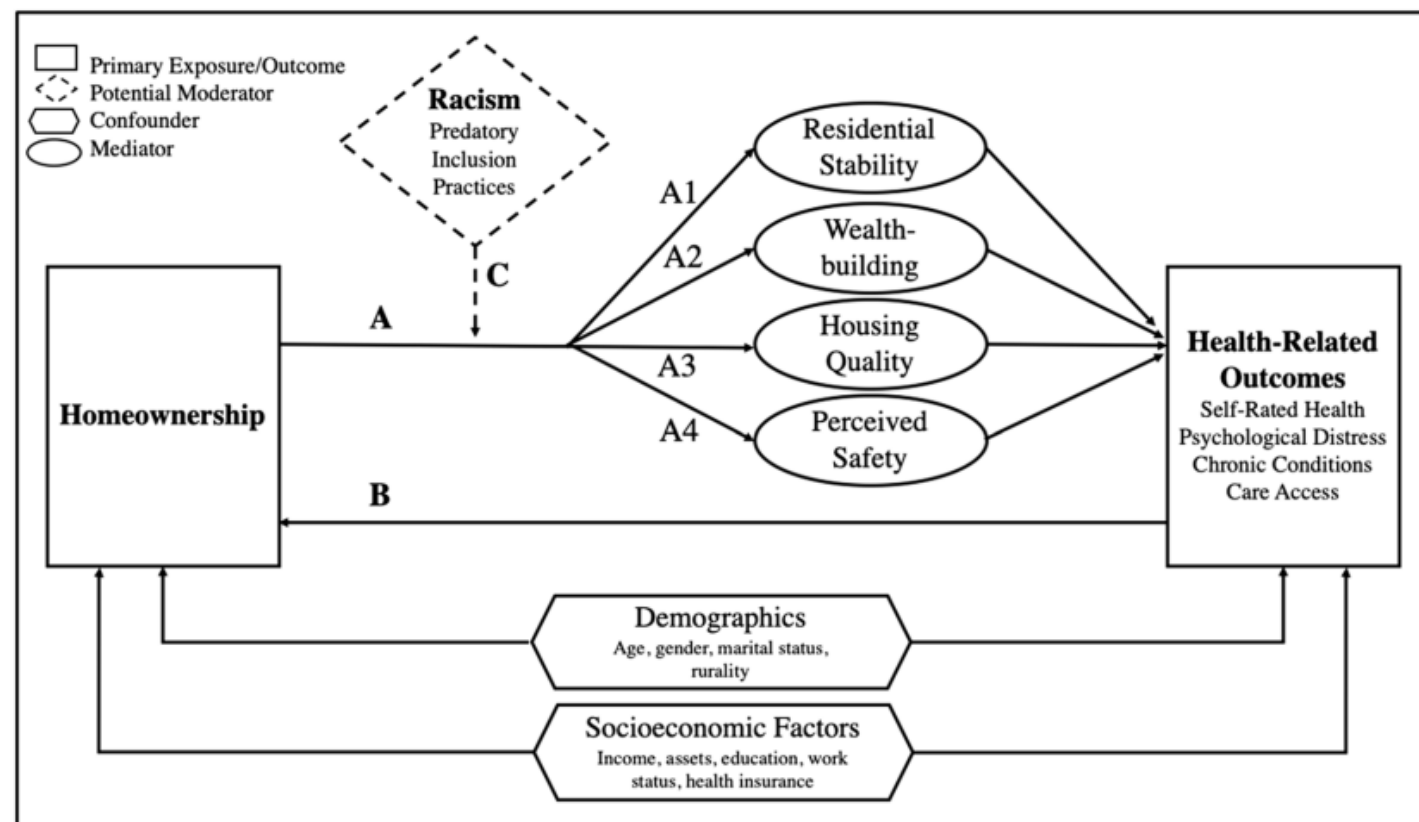 Primary Exposure/Outcome
Potential Moderator
Confounder
Mediator
Racism
Predatory
Inclusion
Practices
C
A
A1
A2
A3
A4
Residential
Stability
Wealth-
building
Housing
Quality
Perceived
Safety
Homeownership
Health-Related
Outcomes
Self-Rated Health
Psychological Distress
Chronic Conditions
Care Access
B
Demographics
Age, gender, marital status,
rurality
Socioeconomic Factors
Income, assets, education, work
status, health insurance